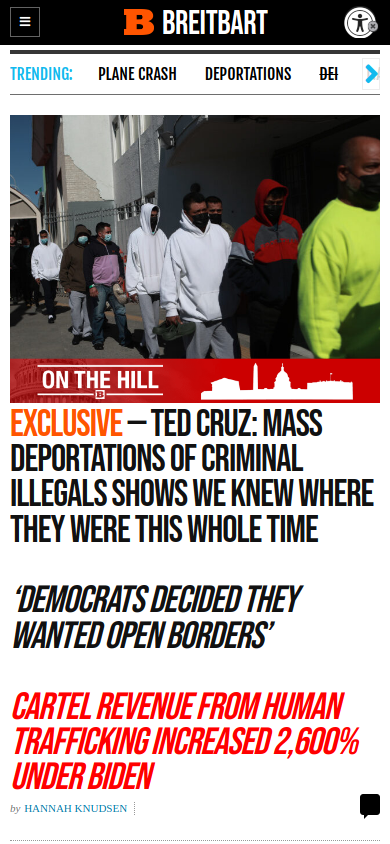 B BREITBART
TRENDING: PLANE CRASH DEPORTATIONS DEI
ON THE HILL
B
EXCLUSIVE — TED CRUZ: MASS
DEPORTATIONS OF CRIMINAL
ILLEGALS SHOWS WE KNEW WHERE
THEY WERE THIS WHOLE TIME
‘DEMOCRATS DECIDED THEY
WANTED OPEN BORDERS’
CARTEL REVENUE FROM HUMAN
TRAFFICKING INCREASED 2,600%
UNDER BIDEN
by HANNAH KNUDSEN